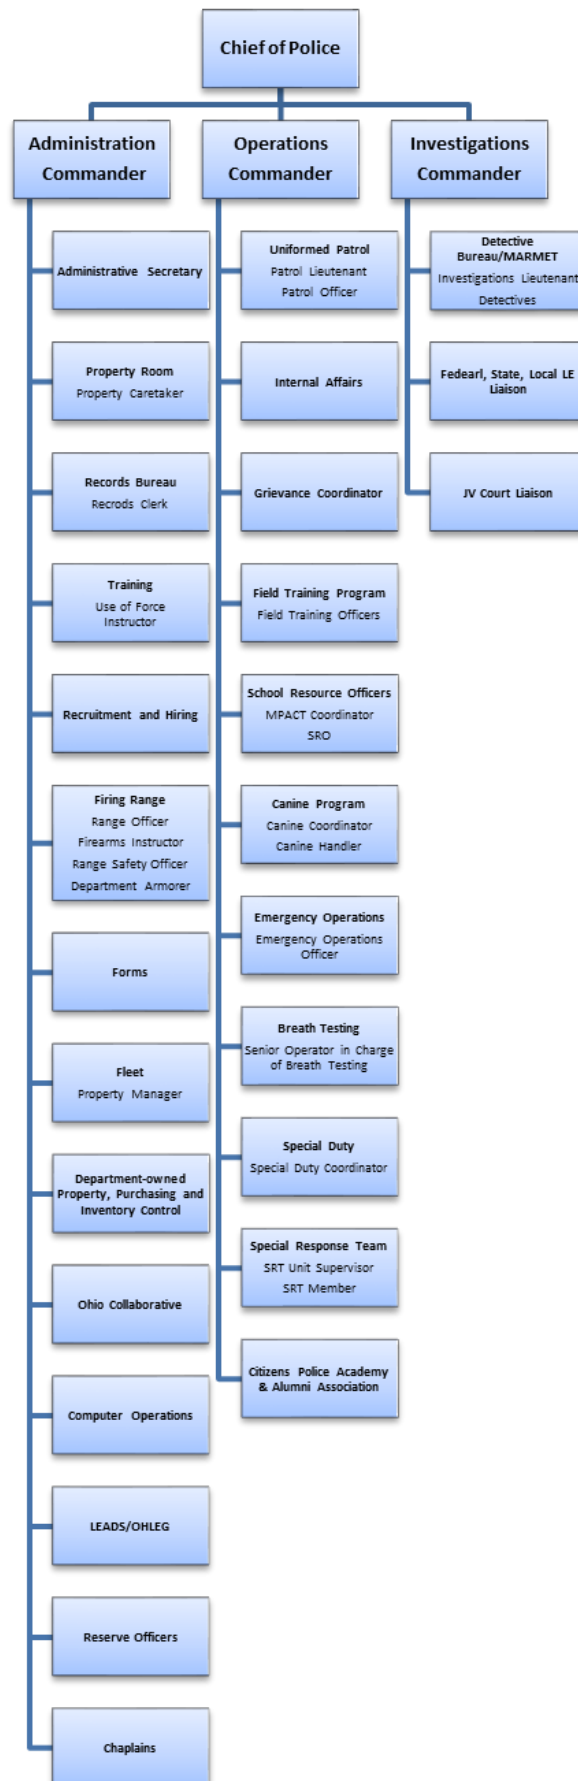 Chief of Police
Administration
Commander
Administrative Secretary
Property Room
Property Caretaker
Records Bureau
Recrods Clerk
Training
Use of Force
Instructor
Recruitment and Hiring
Firing Range
Range Officer
Firearms Instructor
Range Safety Officer
Department Armorer
Forms
Fleet
Property Manager
Department-owned
Property, Purchasing and
Inventory Control
Ohio Collaborative
Computer Operations
LEADS/OHLEG
Reserve Officers
Chaplains
Operations
Commander
Uniformed Patrol
Patrol Lieutenant
Patrol Officer
Internal Affairs
Grievance Coordinator
Field Training Program
Field Training Officers
School Resource Officers
MPACT Coordinator
SRO
Canine Program
Canine Coordinator
Canine Handler
Emergency Operations
Emergency Operations
Officer
Breath Testing
Senior Operator in Charge
of Breath Testing
Special Duty
Special Duty Coordinator
Special Response Team
SRT Unit Supervisor
SRT Member
Citizens Police Academy
& Alumni Association
Investigations
Commander
Detective
Bureau/MARMET
Investigations Lieutenant
Detectives
Fedearl, State, Local LE
Liaison
JV Court Liaison